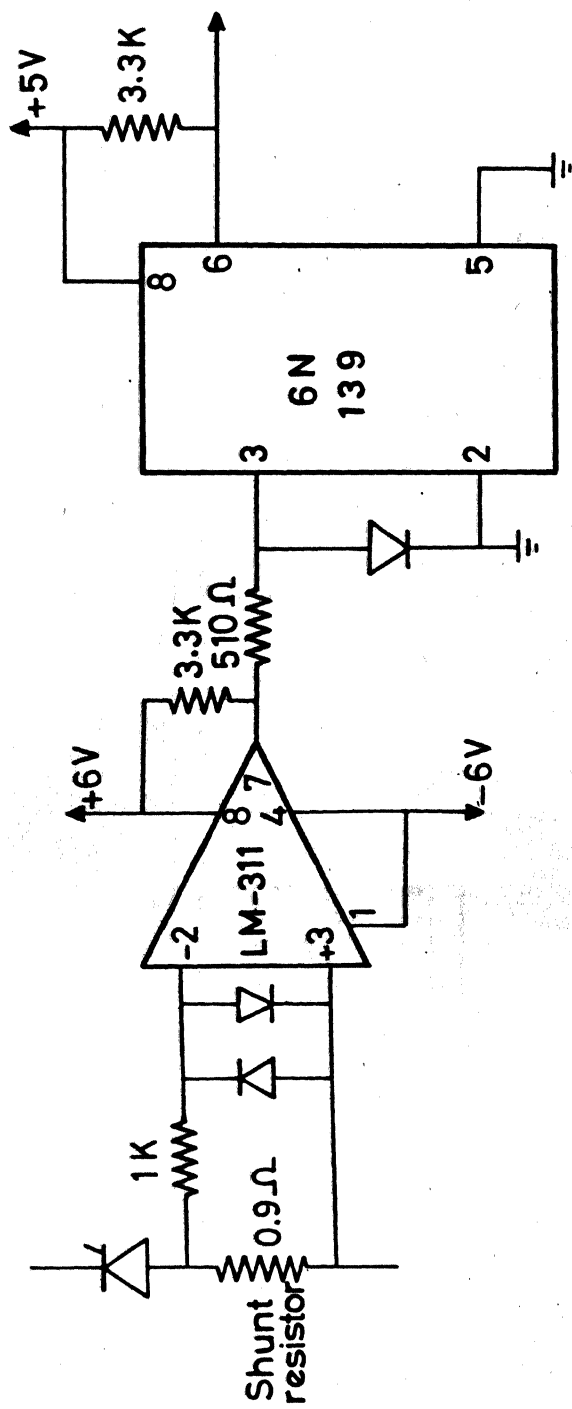 +5V
3.3K
8
6
5
6N
139
3
2
3.3K
510Ω
+6V
8
7
4
-6V
LM-311
-2
+3
1
1K
0.9Ω
Shunt
resistor